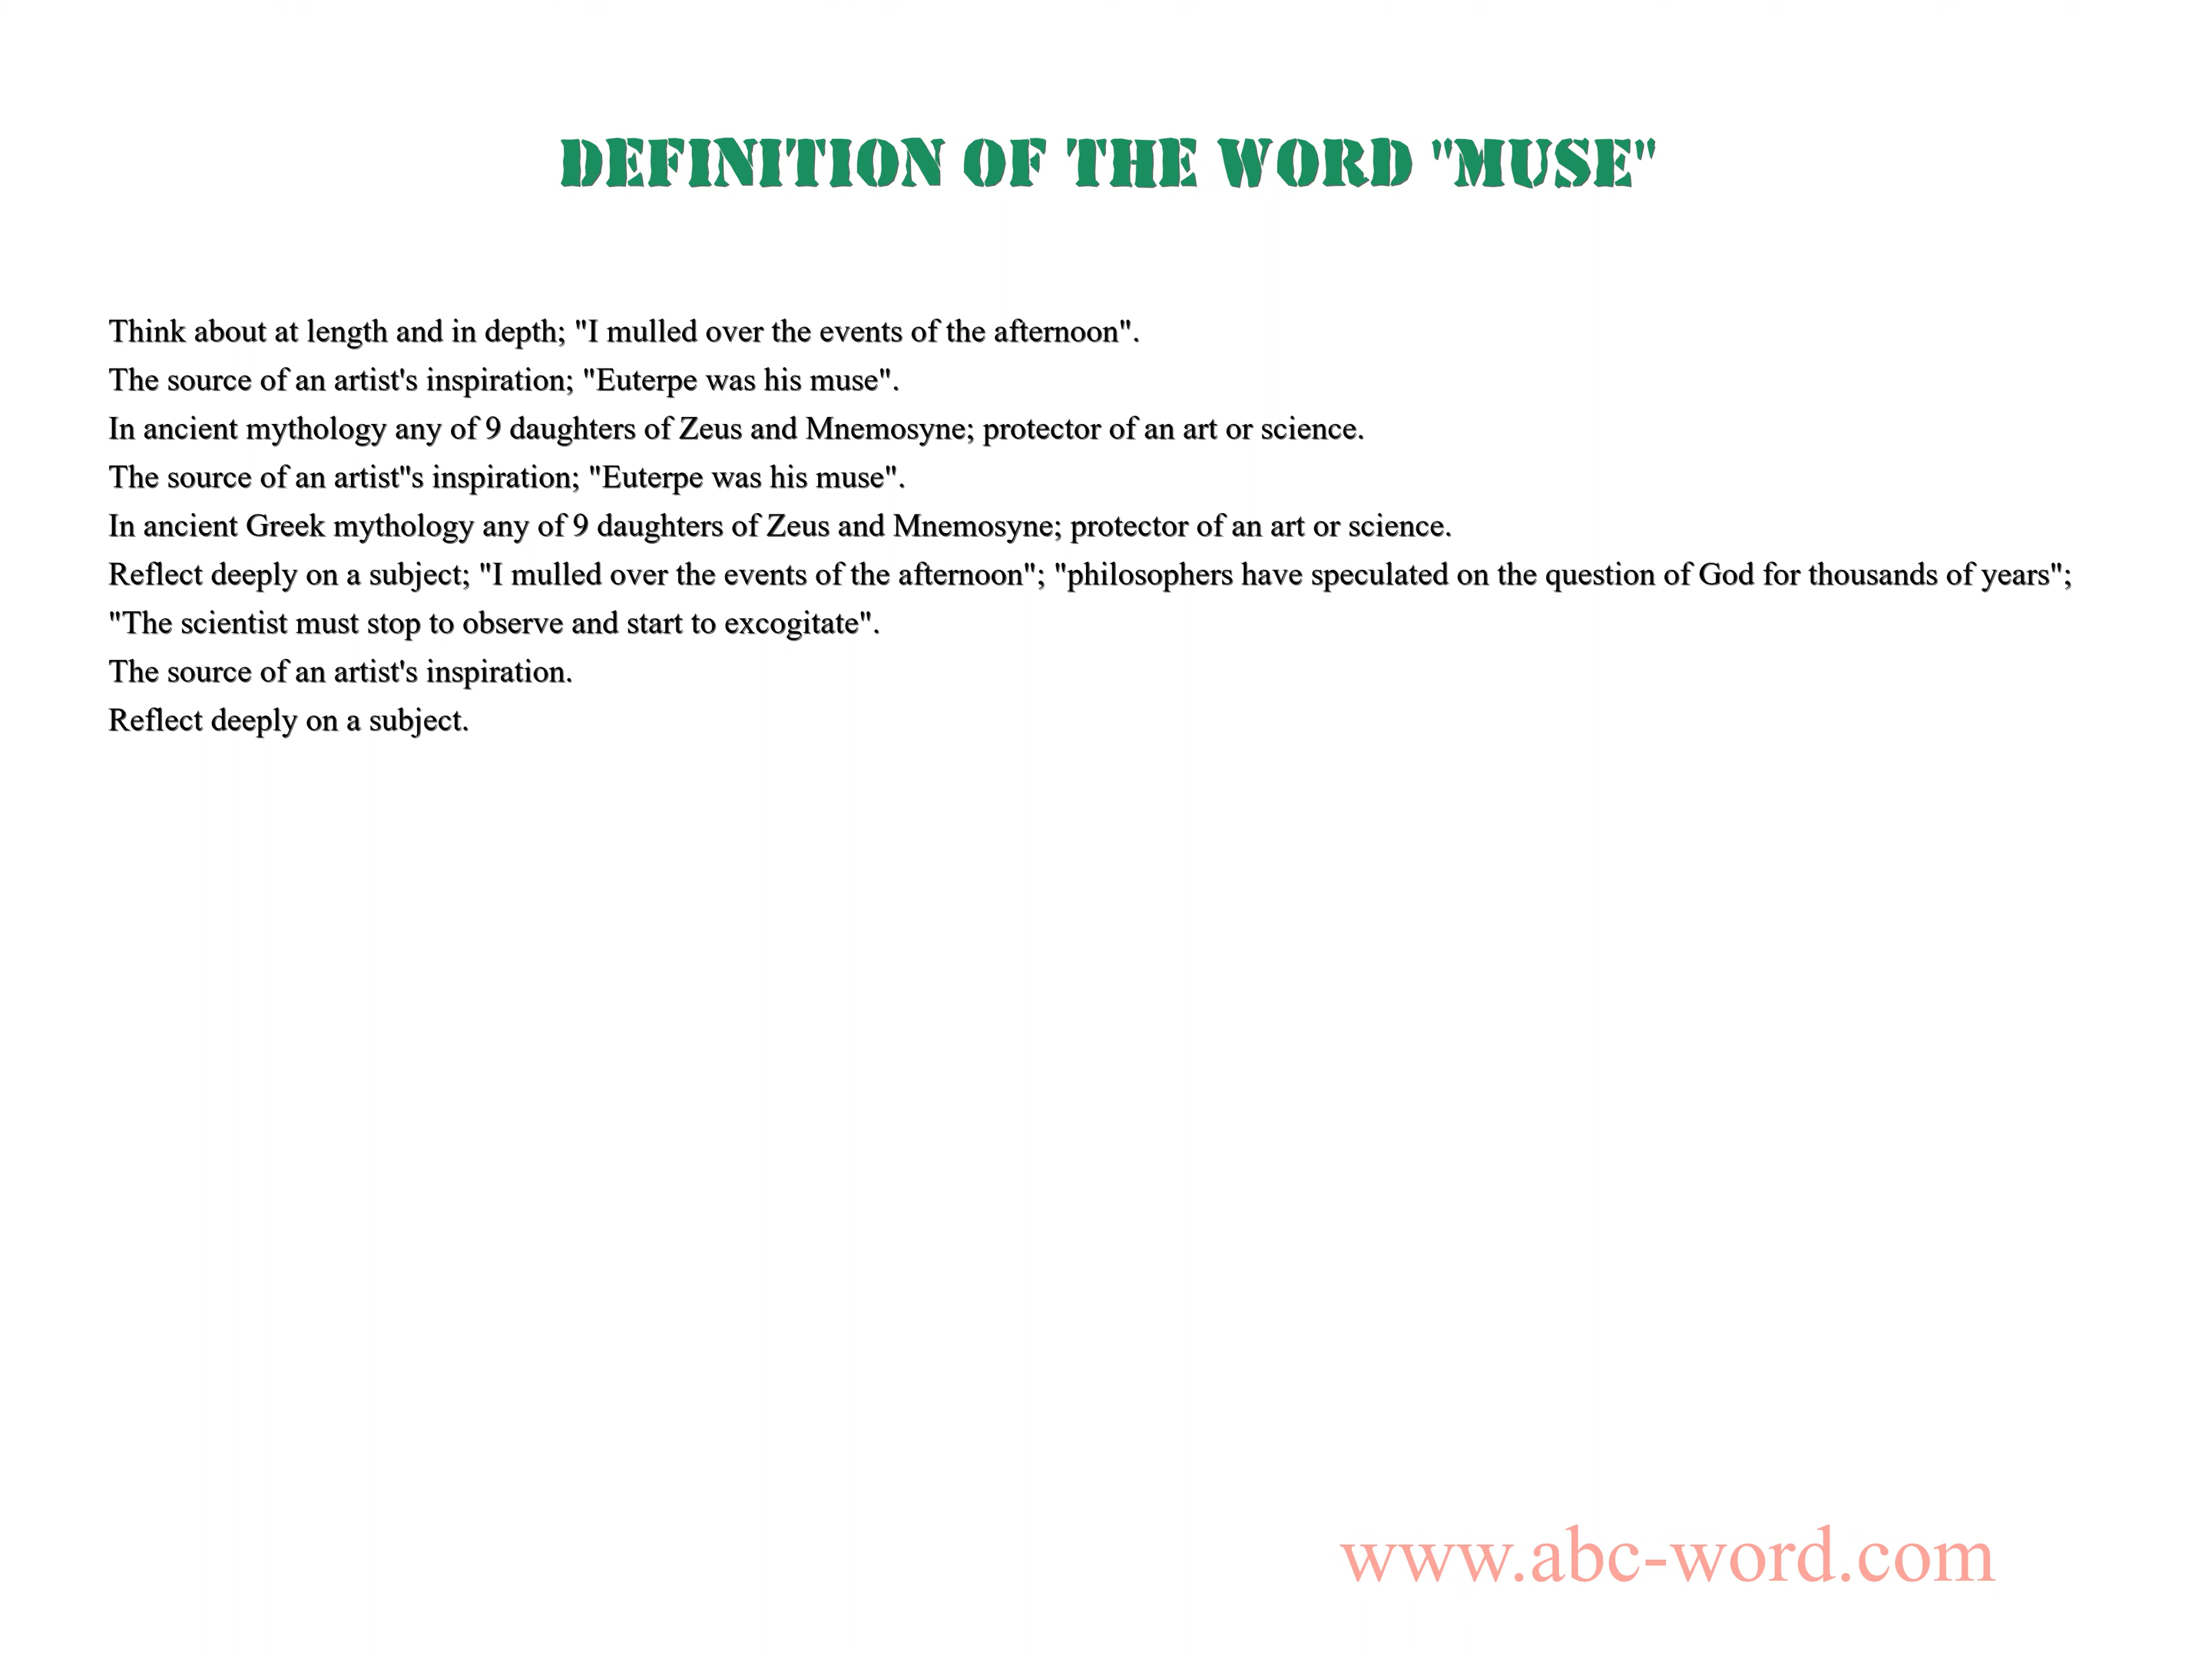 DEFINITION OF THE WORD "MUSE"
Think about at length and in depth; "I mulled over the events of the afternoon".
The source of an artist's inspiration; "Euterpe was his muse".
In ancient mythology any of 9 daughters of Zeus and Mnemosyne; protector of an art or science.
The source of an artist"s inspiration; "Euterpe was his muse".
In ancient Greek mythology any of 9 daughters of Zeus and Mnemosyne; protector of an art or science.
Reflect deeply on a subject; "I mulled over the events of the afternoon"; "philosophers have speculated on the question of God for thousands of years";
"The scientist must stop to observe and start to excogitate".
The source of an artist's inspiration.
Reflect deeply on a subject.
www.abc-word.com